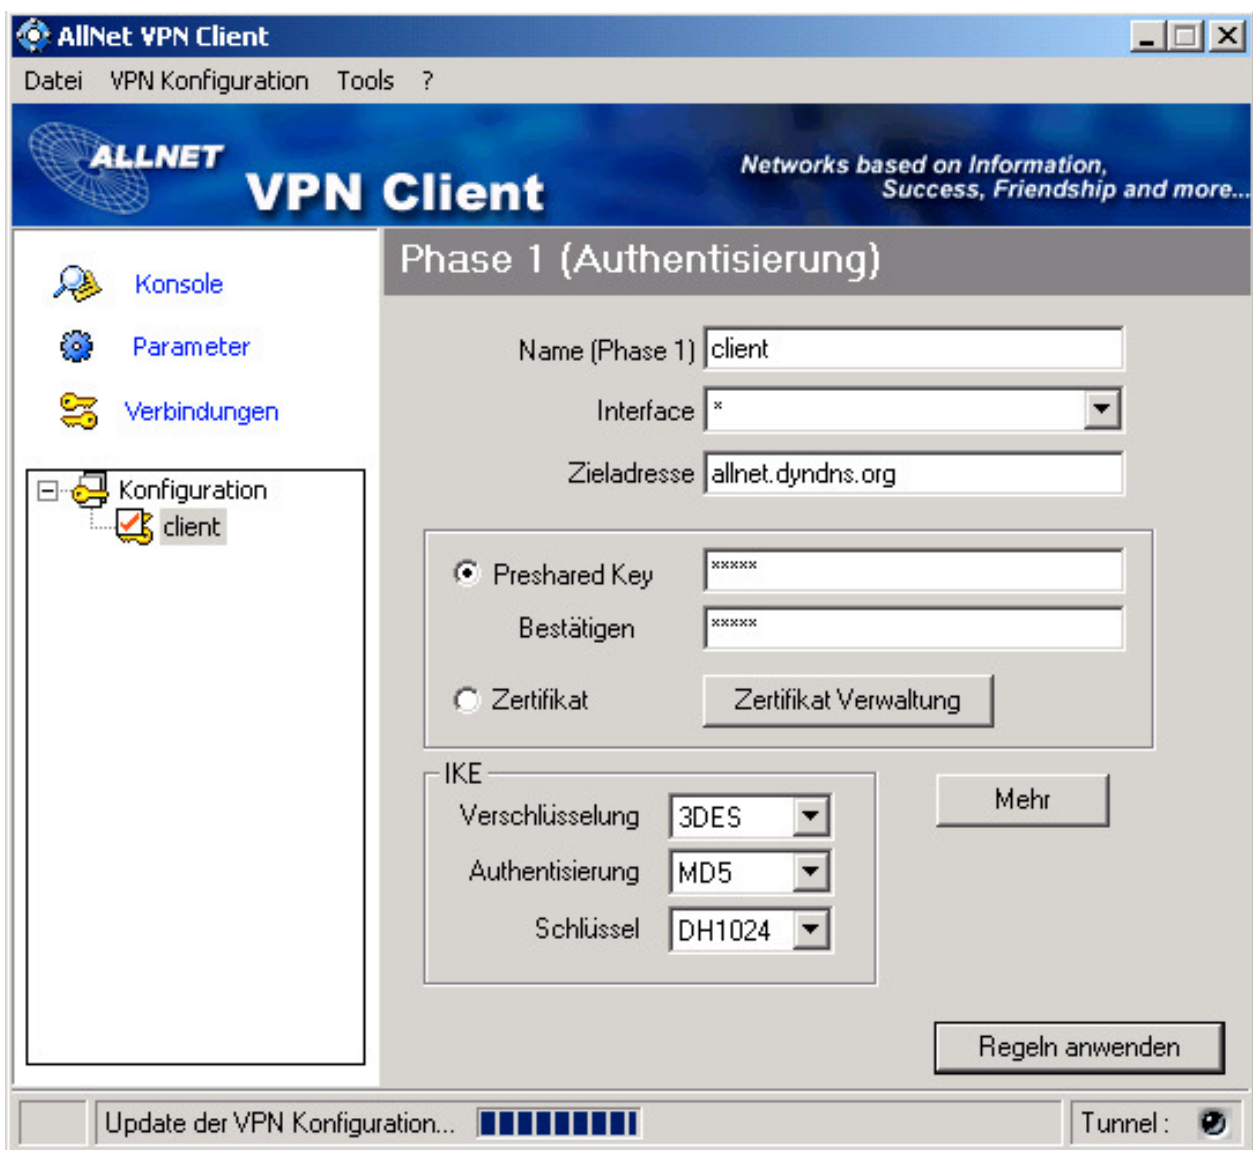 AllNet VPN Client
Datei VPN Konfiguration Tools ?
ALLNET
VPN Client
Networks based on Information,
Success, Friendship and more...
Konsole
Parameter
Verbindungen
Konfiguration
client
Phase 1 (Authentisierung)
Name (Phase 1) client
Interface *
Zieladresse allnet.dyndns.org
Preshared Key *****
Bestätigen *****
Zertifikat Zertifikat Verwaltung
IKE
Verschlüsselung 3DES
Authentisierung MD5
Schlüssel DH1024
Mehr
Regeln anwenden
Update der VPN Konfiguration... Tunnel :